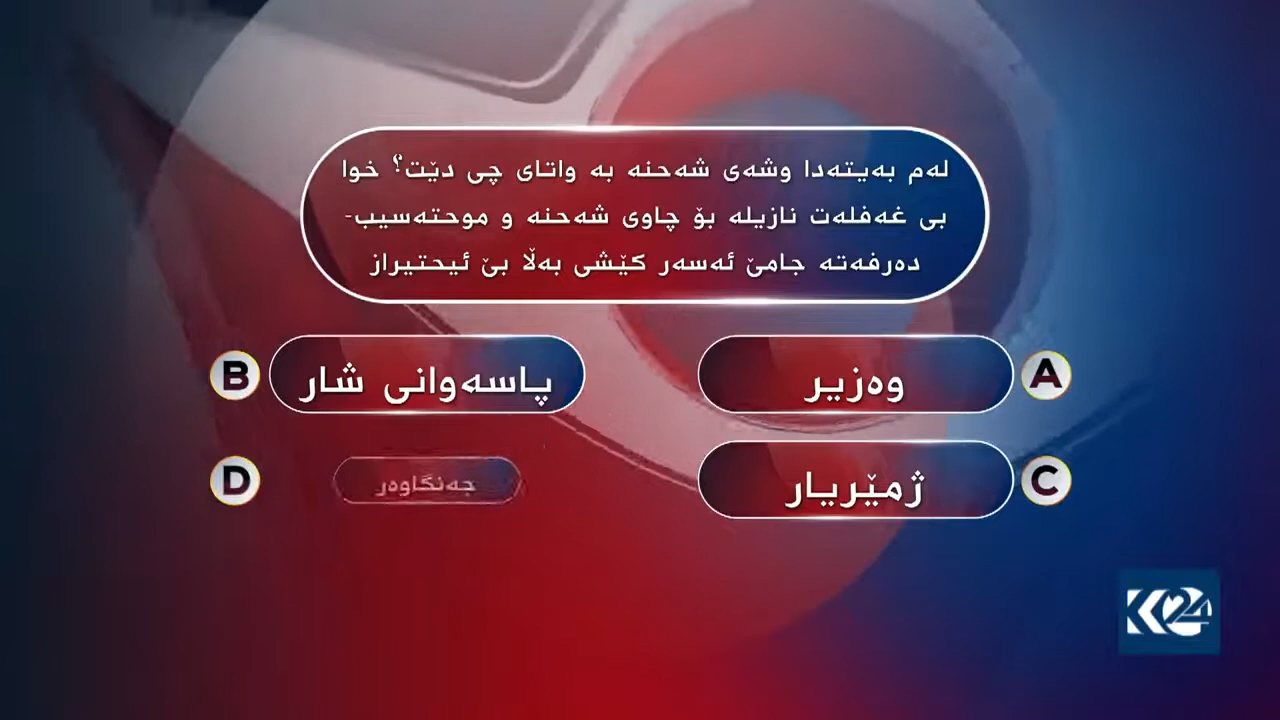 لەم بەیتەدا وشەی شەحنە بە واتای چی دێت؟ خوا
بی غەفلەت نازیلە بۆ چاوی شەحنە و موحتەسیب-
دەرفەتە جامێ ئەسەر کێشی بەڵا بێ ئیحتیراز
A وەزیر
B پاسەوانی شار
C ژمێریار
D جەنگاوەر
K24